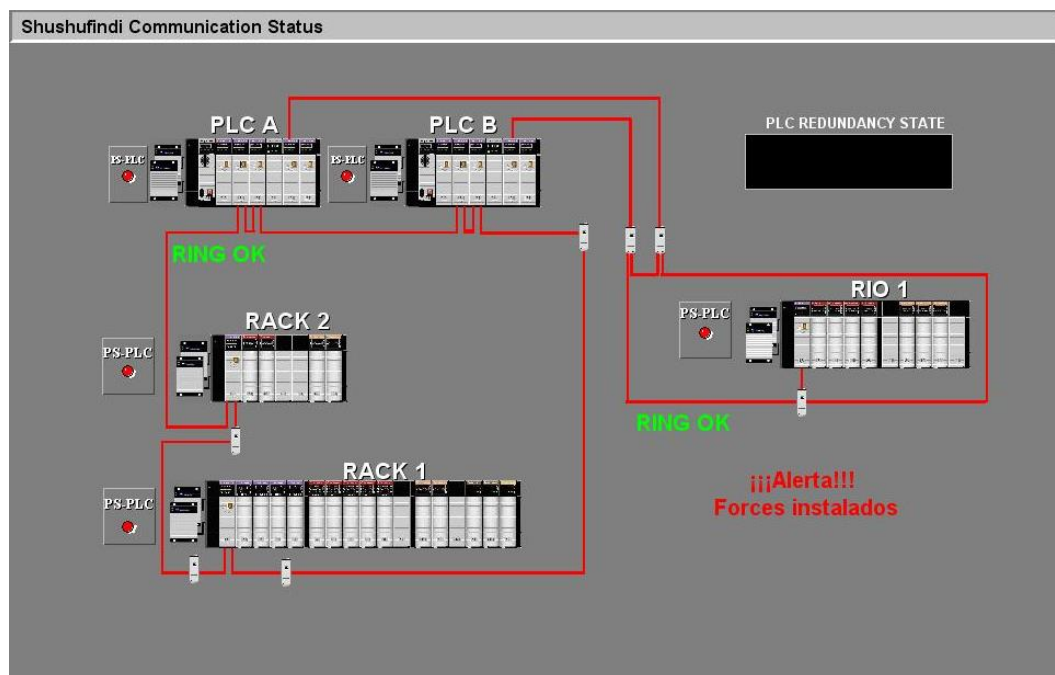 Shushufindi Communication Status
PLC A
PLC B
PLC REDUNDANCY STATE
PS-PLC
PS-PLC
RING OK
RIO 1
PS-PLC
RACK 2
PS-PLC
RING OK
RACK 1
PS-PLC
¡¡¡Alerta!!!
Forces instalados